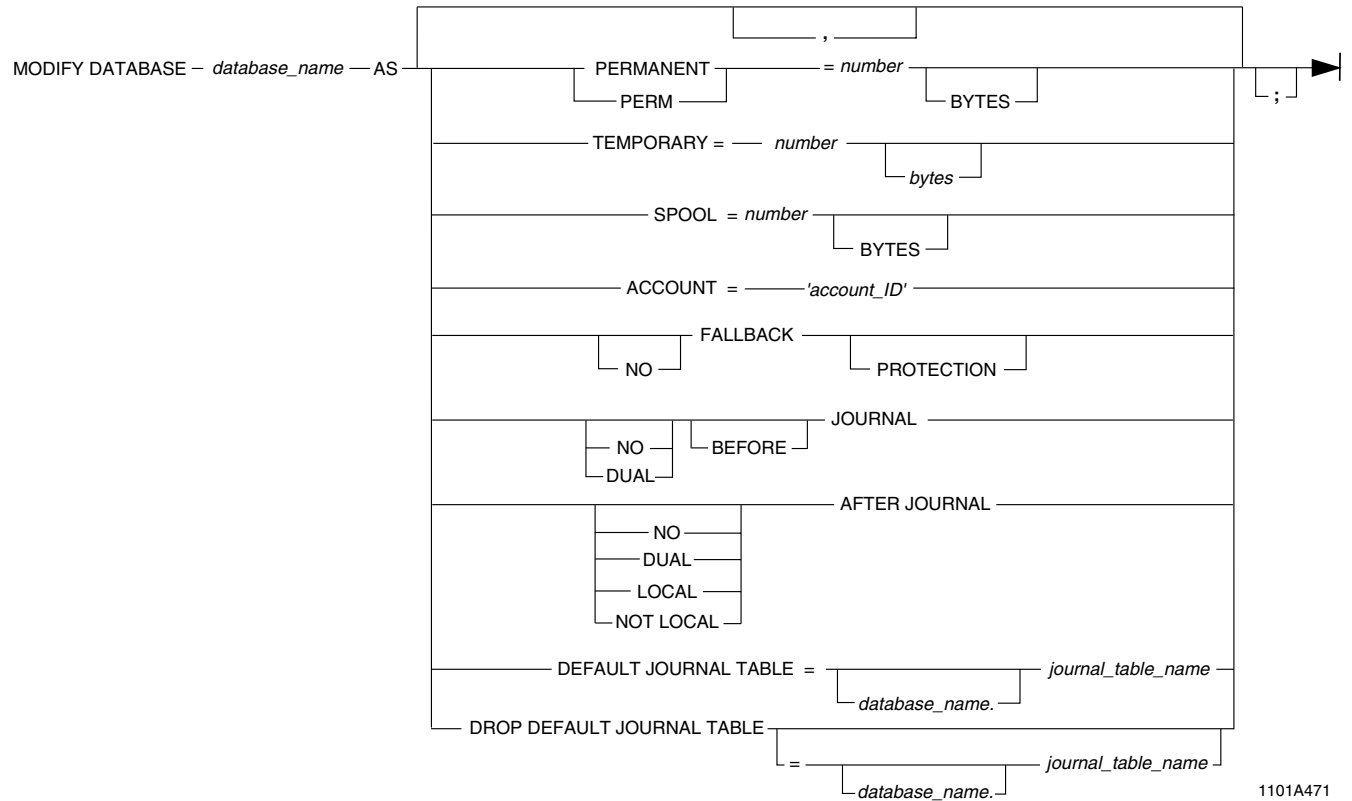 ,
MODIFY DATABASE database_name AS PERMANENT = number ;
PERM BYTES
TEMPORARY = number
bytes
SPOOL = number
BYTES
ACCOUNT = 'account_ID'
FALLBACK
NO PROTECTION
JOURNAL
NO BEFORE
DUAL
AFTER JOURNAL
NO
DUAL
LOCAL
NOT LOCAL
DEFAULT JOURNAL TABLE = journal_table_name
database_name.
DROP DEFAULT JOURNAL TABLE
= journal_table_name
database_name.
1101A471